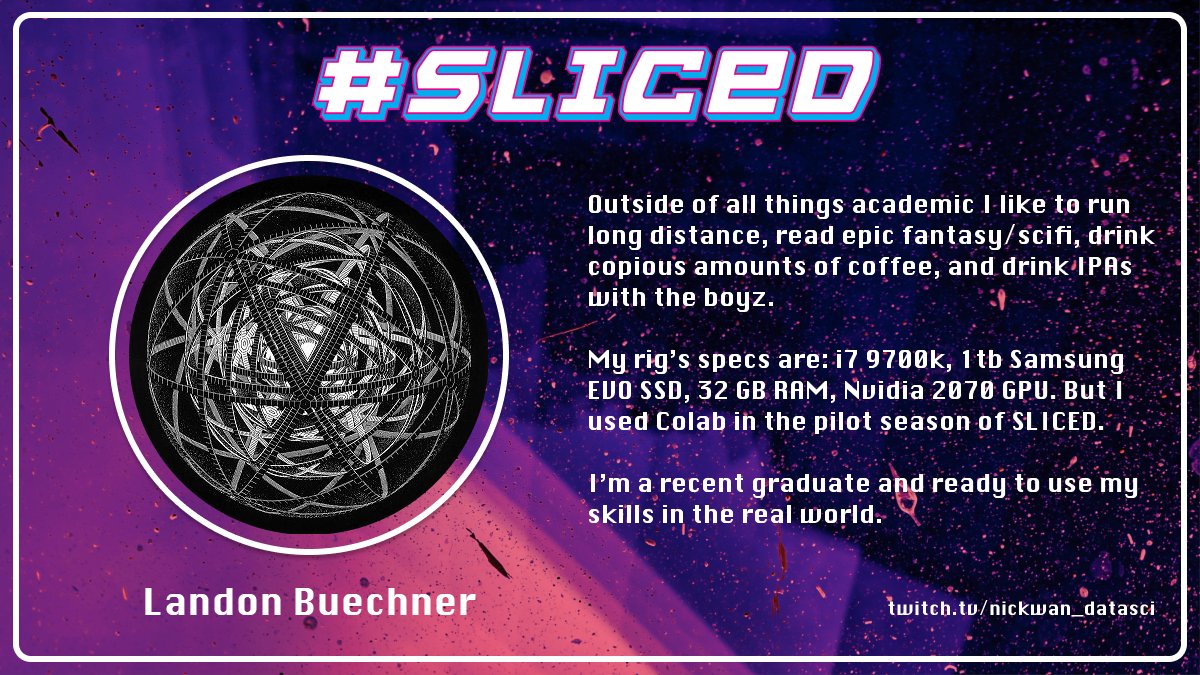 #SLICED
Outside of all things academic I like to run
long distance, read epic fantasy/scifi, drink
copious amounts of coffee, and drink IPAs
with the boyz.
My rig's specs are: i7 9700k, 1tb Samsung
EVO SSD, 32 GB RAM, Nvidia 2070 GPU. But I
used Colab in the pilot season of SLICED.
I'm a recent graduate and ready to use my
skills in the real world.
Landon Buechner
twitch.tv/nickwan_datasci